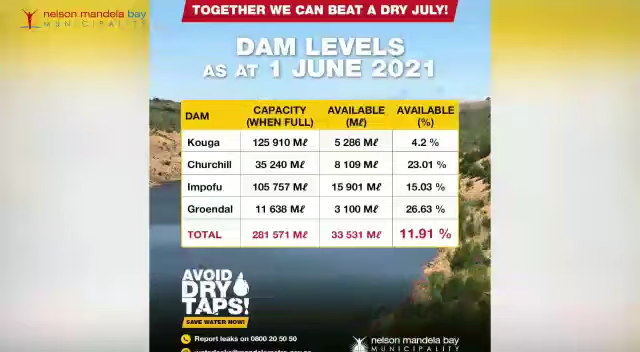 nelson mandela bay
MUNICIPALITY
TOGETHER WE CAN BEAT A DRY JULY!
DAM LEVELS
AS AT 1 JUNE 2021
DAM CAPACITY (WHEN FULL) AVAILABLE (Mℓ) AVAILABLE (%)
Kouga 125 910 Mℓ 5 286 Mℓ 4.2 %
Churchill 35 240 Mℓ 8 109 Mℓ 23.01 %
Impofu 105 757 Mℓ 15 901 Mℓ 15.03 %
Groendal 11 638 Mℓ 3 100 Mℓ 26.63 %
TOTAL 281 571 Mℓ 33 531 Mℓ 11.91 %
AVOID
DRY
TAPS!
SAVE WATER NOW!
Report leaks on 0800 20 50 50
nelson mandela bay
MUNICIPALITY